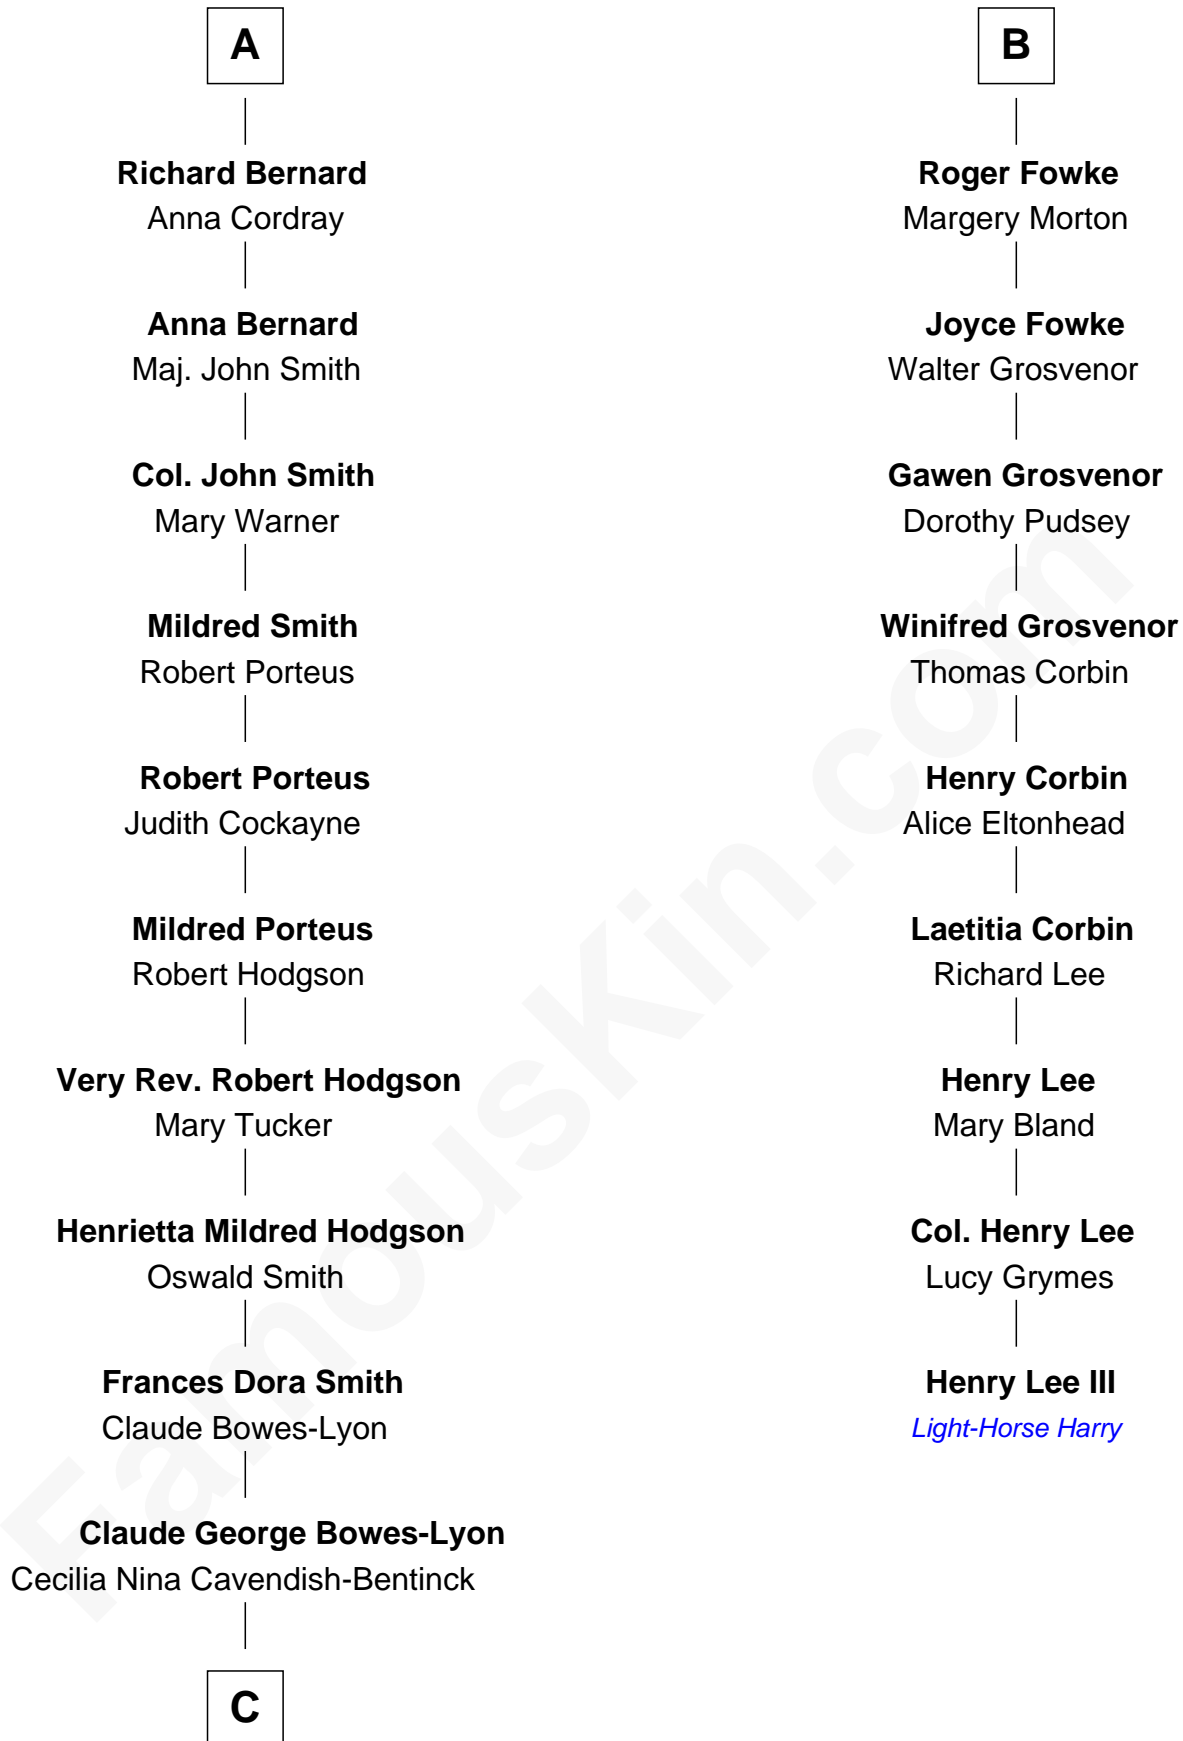 A
Richard Bernard
Anna Cordray
Anna Bernard
Maj. John Smith
Col. John Smith
Mary Warner
Mildred Smith
Robert Porteus
Robert Porteus
Judith Cockayne
Mildred Porteus
Robert Hodgson
Very Rev. Robert Hodgson
Mary Tucker
Henrietta Mildred Hodgson
Oswald Smith
Frances Dora Smith
Claude Bowes-Lyon
Claude George Bowes-Lyon
Cecilia Nina Cavendish-Bentinck
C
B
Roger Fowke
Margery Morton
Joyce Fowke
Walter Grosvenor
Gawen Grosvenor
Dorothy Pudsey
Winifred Grosvenor
Thomas Corbin
Henry Corbin
Alice Eltonhead
Laetitia Corbin
Richard Lee
Henry Lee
Mary Bland
Col. Henry Lee
Lucy Grymes
Henry Lee III
Light-Horse Harry
FamousKin.com